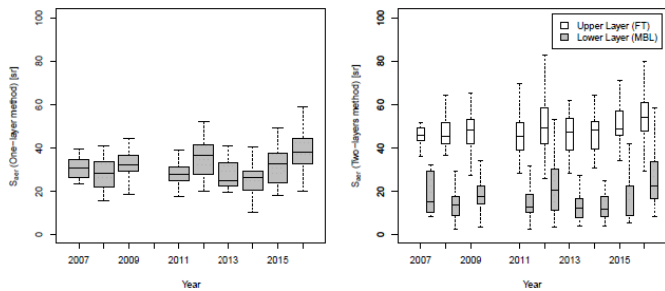 S_aer (One−layer method) [sr]
100
80
60
40
20
0
2007 2009 2011 2013 2015
Year
S_aer (Two−layers method) [sr]
100
80
60
40
20
0
Upper Layer (FT)
Lower Layer (MBL)
2007 2009 2011 2013 2015
Year